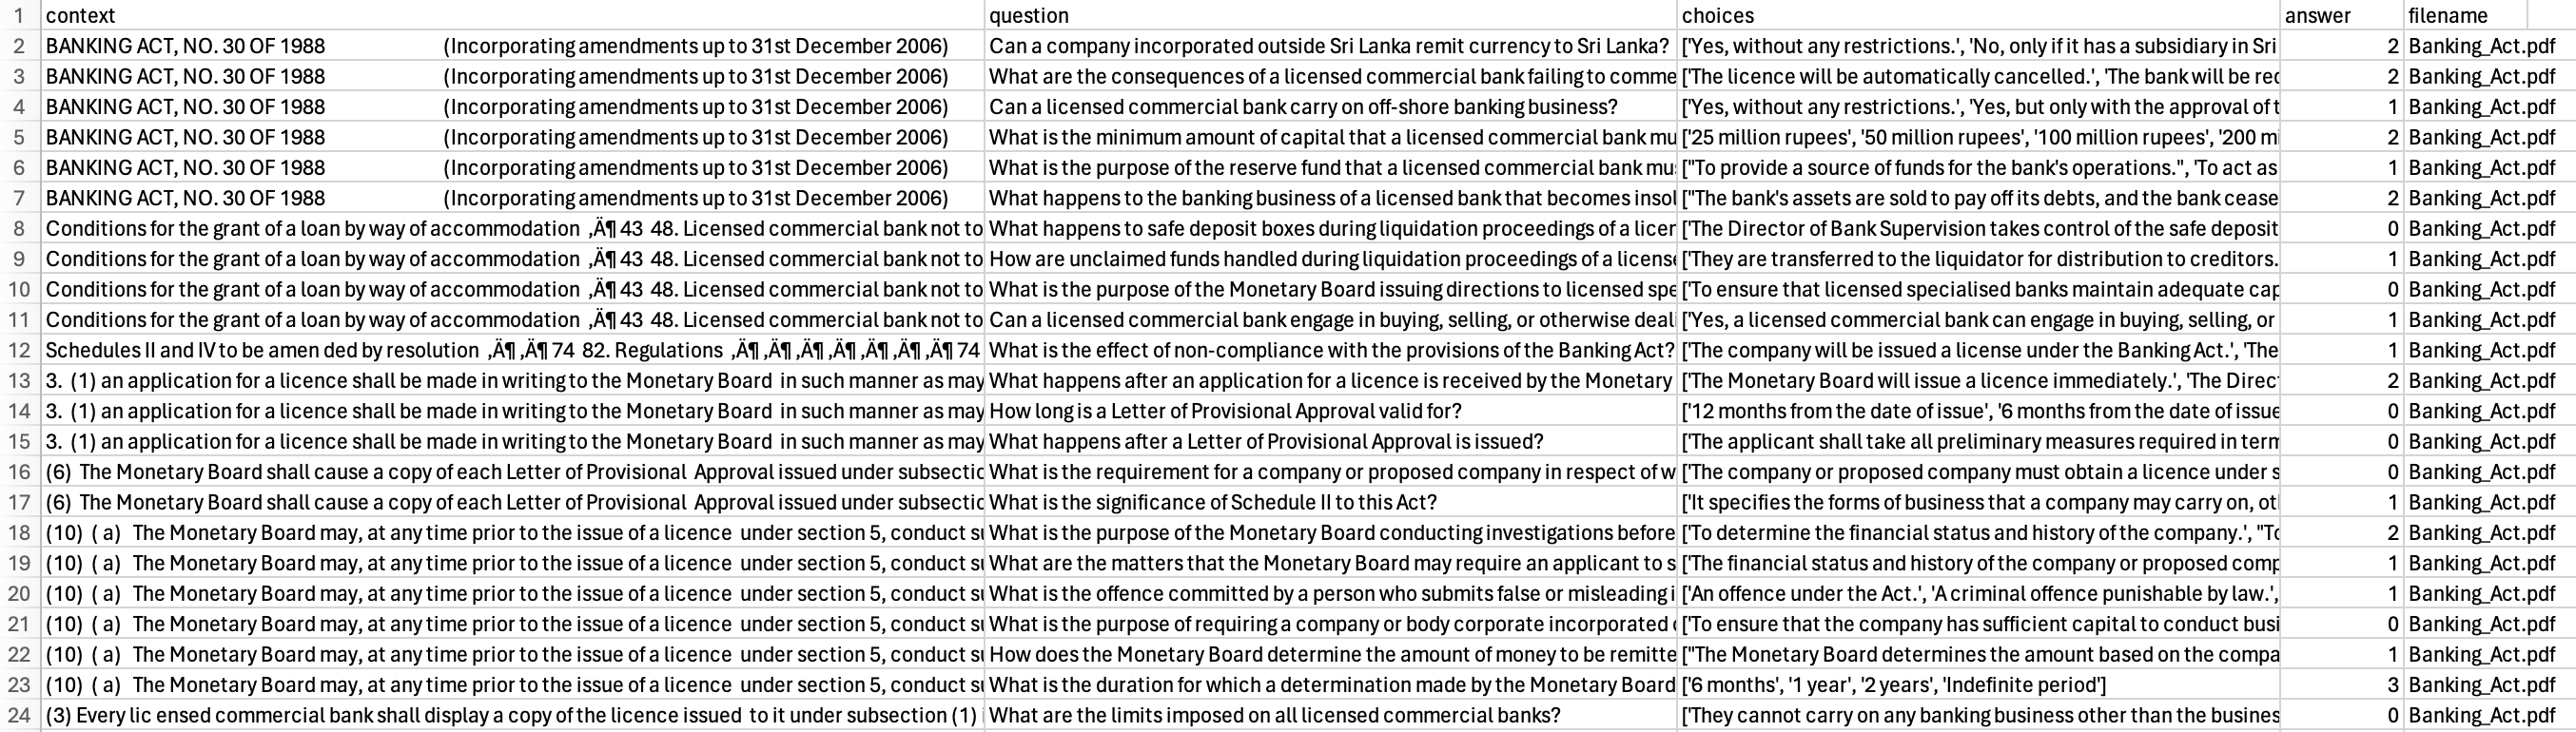 1 context question choices answer filename
2 BANKING ACT, NO. 30 OF 1988 (Incorporating amendments up to 31st December 2006) Can a company incorporated outside Sri Lanka remit currency to Sri Lanka? ['Yes, without any restrictions.', 'No, only if it has a subsidiary in Sri 2 Banking_Act.pdf
3 BANKING ACT, NO. 30 OF 1988 (Incorporating amendments up to 31st December 2006) What are the consequences of a licensed commercial bank failing to comme ['The licence will be automatically cancelled.', 'The bank will be rec 2 Banking_Act.pdf
4 BANKING ACT, NO. 30 OF 1988 (Incorporating amendments up to 31st December 2006) Can a licensed commercial bank carry on off-shore banking business? ['Yes, without any restrictions.', 'Yes, but only with the approval of t 1 Banking_Act.pdf
5 BANKING ACT, NO. 30 OF 1988 (Incorporating amendments up to 31st December 2006) What is the minimum amount of capital that a licensed commercial bank mu ['25 million rupees', '50 million rupees', '100 million rupees', '200 mi 2 Banking_Act.pdf
6 BANKING ACT, NO. 30 OF 1988 (Incorporating amendments up to 31st December 2006) What is the purpose of the reserve fund that a licensed commercial bank mu ["To provide a source of funds for the bank's operations.", 'To act as 1 Banking_Act.pdf
7 BANKING ACT, NO. 30 OF 1988 (Incorporating amendments up to 31st December 2006) What happens to the banking business of a licensed bank that becomes insol ["The bank's assets are sold to pay off its debts, and the bank cease 2 Banking_Act.pdf
8 Conditions for the grant of a loan by way of accommodation ‚Ä¶ 43 48. Licensed commercial bank not to What happens to safe deposit boxes during liquidation proceedings of a licen ['The Director of Bank Supervision takes control of the safe deposit 0 Banking_Act.pdf
9 Conditions for the grant of a loan by way of accommodation ‚Ä¶ 43 48. Licensed commercial bank not to How are unclaimed funds handled during liquidation proceedings of a license ['They are transferred to the liquidator for distribution to creditors. 1 Banking_Act.pdf
10 Conditions for the grant of a loan by way of accommodation ‚Ä¶ 43 48. Licensed commercial bank not to What is the purpose of the Monetary Board issuing directions to licensed spe ['To ensure that licensed specialised banks maintain adequate cap 0 Banking_Act.pdf
11 Conditions for the grant of a loan by way of accommodation ‚Ä¶ 43 48. Licensed commercial bank not to Can a licensed commercial bank engage in buying, selling, or otherwise deali ['Yes, a licensed commercial bank can engage in buying, selling, or 1 Banking_Act.pdf
12 Schedules II and IV to be amen ded by resolution ‚Ä¶ ‚Ä¶ 74 82. Regulations ‚Ä¶ ‚Ä¶ ‚Ä¶ ‚Ä¶ ‚Ä¶ ‚Ä¶ ‚Ä¶ 74 What is the effect of non-compliance with the provisions of the Banking Act? ['The company will be issued a license under the Banking Act.', 'The 1 Banking_Act.pdf
13 3. (1) an application for a licence shall be made in writing to the Monetary Board in such manner as may What happens after an application for a licence is received by the Monetary ['The Monetary Board will issue a licence immediately.', 'The Direc 2 Banking_Act.pdf
14 3. (1) an application for a licence shall be made in writing to the Monetary Board in such manner as may How long is a Letter of Provisional Approval valid for? ['12 months from the date of issue', '6 months from the date of issue 0 Banking_Act.pdf
15 3. (1) an application for a licence shall be made in writing to the Monetary Board in such manner as may What happens after a Letter of Provisional Approval is issued? ['The applicant shall take all preliminary measures required in term 0 Banking_Act.pdf
16 (6) The Monetary Board shall cause a copy of each Letter of Provisional Approval issued under subsectic What is the requirement for a company or proposed company in respect of w ['The company or proposed company must obtain a licence under s 0 Banking_Act.pdf
17 (6) The Monetary Board shall cause a copy of each Letter of Provisional Approval issued under subsectic What is the significance of Schedule II to this Act? ['It specifies the forms of business that a company may carry on, otl 1 Banking_Act.pdf
18 (10) ( a) The Monetary Board may, at any time prior to the issue of a licence under section 5, conduct su What is the purpose of the Monetary Board conducting investigations before ['To determine the financial status and history of the company.', "To 2 Banking_Act.pdf
19 (10) ( a) The Monetary Board may, at any time prior to the issue of a licence under section 5, conduct su What are the matters that the Monetary Board may require an applicant to s ['The financial status and history of the company or proposed comp 1 Banking_Act.pdf
20 (10) ( a) The Monetary Board may, at any time prior to the issue of a licence under section 5, conduct su What is the offence committed by a person who submits false or misleading i ['An offence under the Act.', 'A criminal offence punishable by law.', 1 Banking_Act.pdf
21 (10) ( a) The Monetary Board may, at any time prior to the issue of a licence under section 5, conduct su What is the purpose of requiring a company or body corporate incorporated o ['To ensure that the company has sufficient capital to conduct busi 0 Banking_Act.pdf
22 (10) ( a) The Monetary Board may, at any time prior to the issue of a licence under section 5, conduct su How does the Monetary Board determine the amount of money to be remitte ["The Monetary Board determines the amount based on the compa 1 Banking_Act.pdf
23 (10) ( a) The Monetary Board may, at any time prior to the issue of a licence under section 5, conduct su What is the duration for which a determination made by the Monetary Board ['6 months', '1 year', '2 years', 'Indefinite period'] 3 Banking_Act.pdf
24 (3) Every lic ensed commercial bank shall display a copy of the licence issued to it under subsection (1) i What are the limits imposed on all licensed commercial banks? ['They cannot carry on any banking business other than the busines 0 Banking_Act.pdf